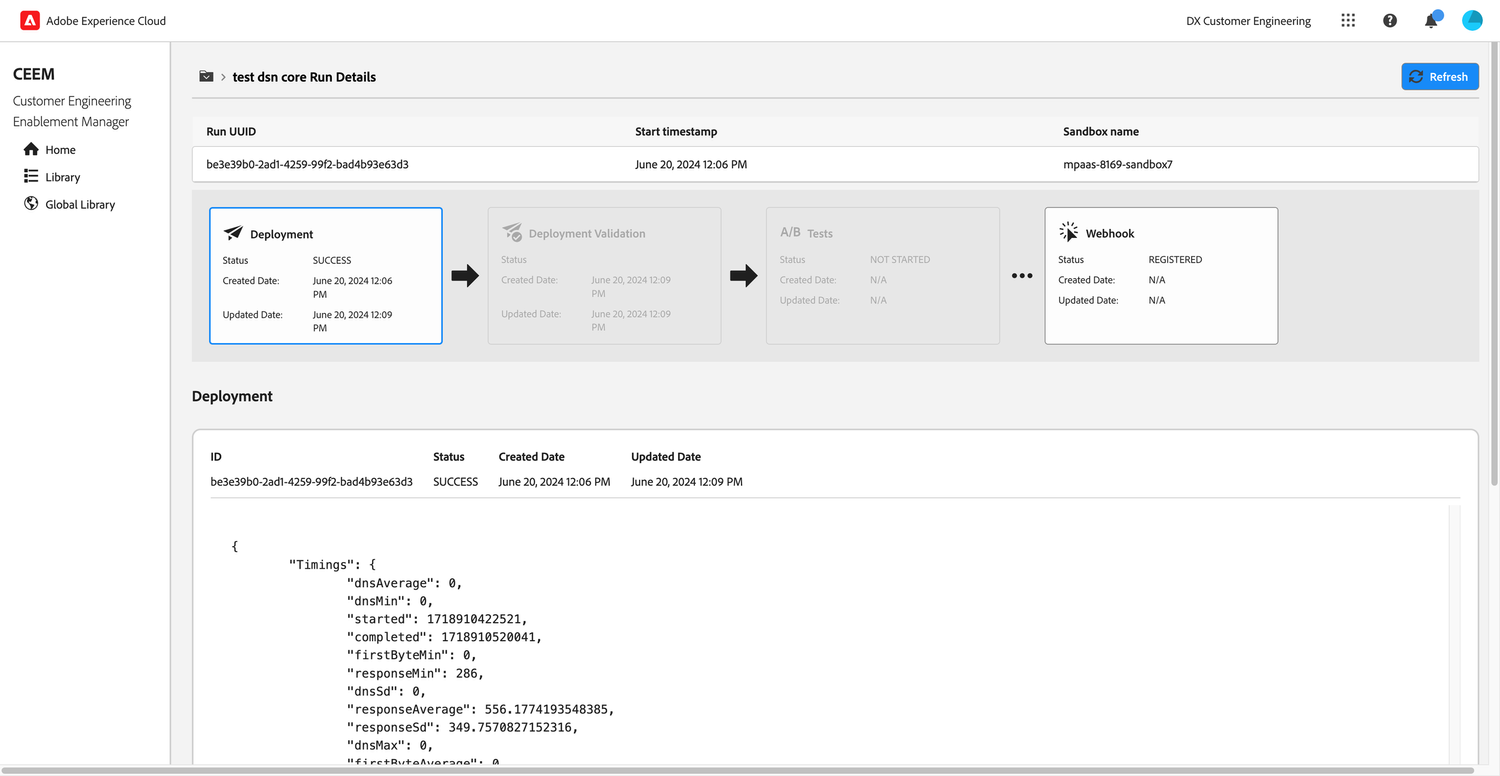 Adobe Experience Cloud
DX Customer Engineering
CEEM
Customer Engineering
Enablement Manager
Home
Library
Global Library
test dsn core Run Details
Refresh
Run UUID Start timestamp Sandbox name
be3e39b0-2ad1-4259-99f2-bad4b93e63d3 June 20, 2024 12:06 PM mpaas-8169-sandbox7
Deployment
Status SUCCESS
Created Date: June 20, 2024 12:06
PM
Updated Date: June 20, 2024 12:09
PM
Deployment Validation
Status
Created Date: June 20, 2024 12:09
PM
Updated Date: June 20, 2024 12:09
PM
A/B Tests
Status NOT STARTED
Created Date: N/A
Updated Date: N/A
Webhook
Status REGISTERED
Created Date: N/A
Updated Date: N/A
Deployment
ID Status Created Date Updated Date
be3e39b0-2ad1-4259-99f2-bad4b93e63d3 SUCCESS June 20, 2024 12:06 PM June 20, 2024 12:09 PM
{
"Timings": {
"dnsAverage": 0,
"dnsMin": 0,
"started": 1718910422521,
"completed": 1718910520041,
"firstByteMin": 0,
"responseMin": 286,
"dnsSd": 0,
"responseAverage": 556.1774193548385,
"responseSd": 349.7570827152316,
"dnsMax": 0,
"firstByteAverage": 0